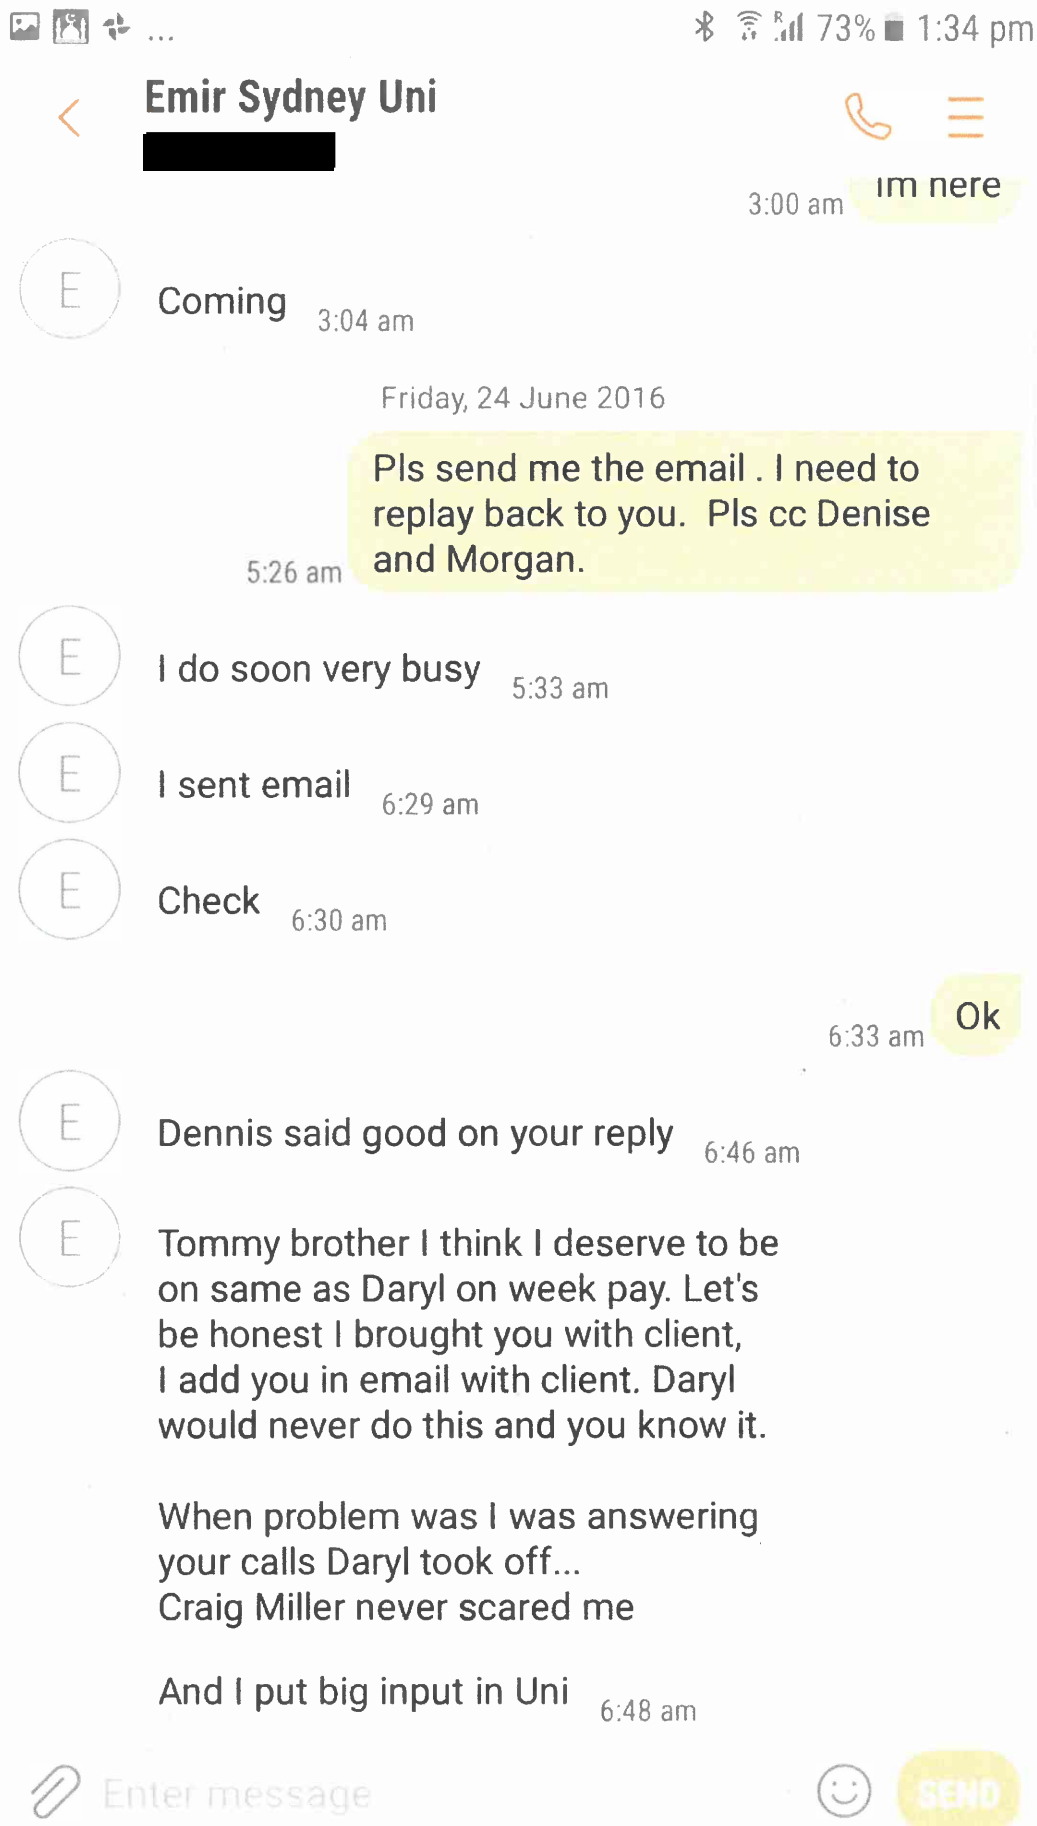 ... 73% 1:34 pm
Emir Sydney Uni
3:00 am
Coming 3:04 am
Friday, 24 June 2016
Pls send me the email . I need to
replay back to you. Pls cc Denise
and Morgan.
5:26 am
I do soon very busy 5:33 am
I sent email 6:29 am
Check 6:30 am
Ok
6:33 am
Dennis said good on your reply 6:46 am
Tommy brother I think I deserve to be
on same as Daryl on week pay. Let's
be honest I brought you with client,
I add you in email with client. Daryl
would never do this and you know it.
When problem was I was answering
your calls Daryl took off...
Craig Miller never scared me
And I put big input in Uni 6:48 am
Enter message SEND